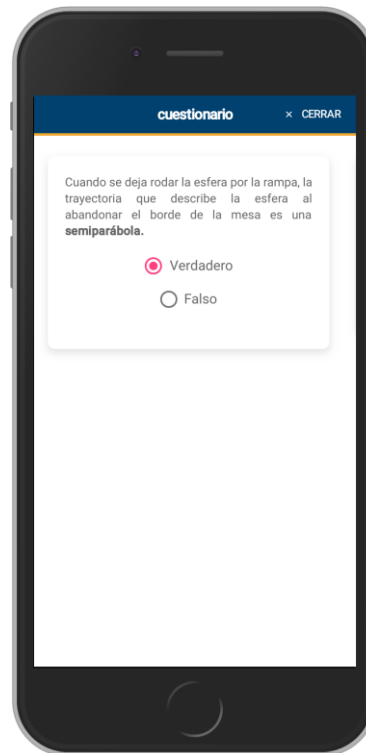 cuestionario × CERRAR
Cuando se deja rodar la esfera por la rampa, la
trayectoria que describe la esfera al
abandonar el borde de la mesa es una
semiparábola.
Verdadero
Falso